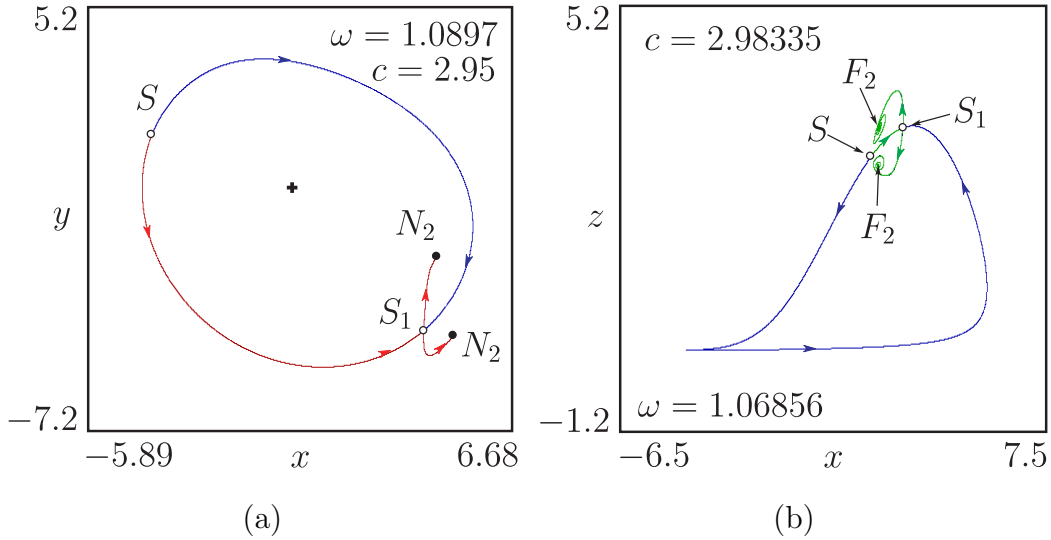 5.2
ω = 1.0897
c = 2.95
S
y
N₂
S₁
N₂
−7.2
−5.89
x
6.68
(a)
5.2
c = 2.98335
F₂
S₁
S
z
F₂
ω = 1.06856
−1.2
−6.5
x
7.5
(b)